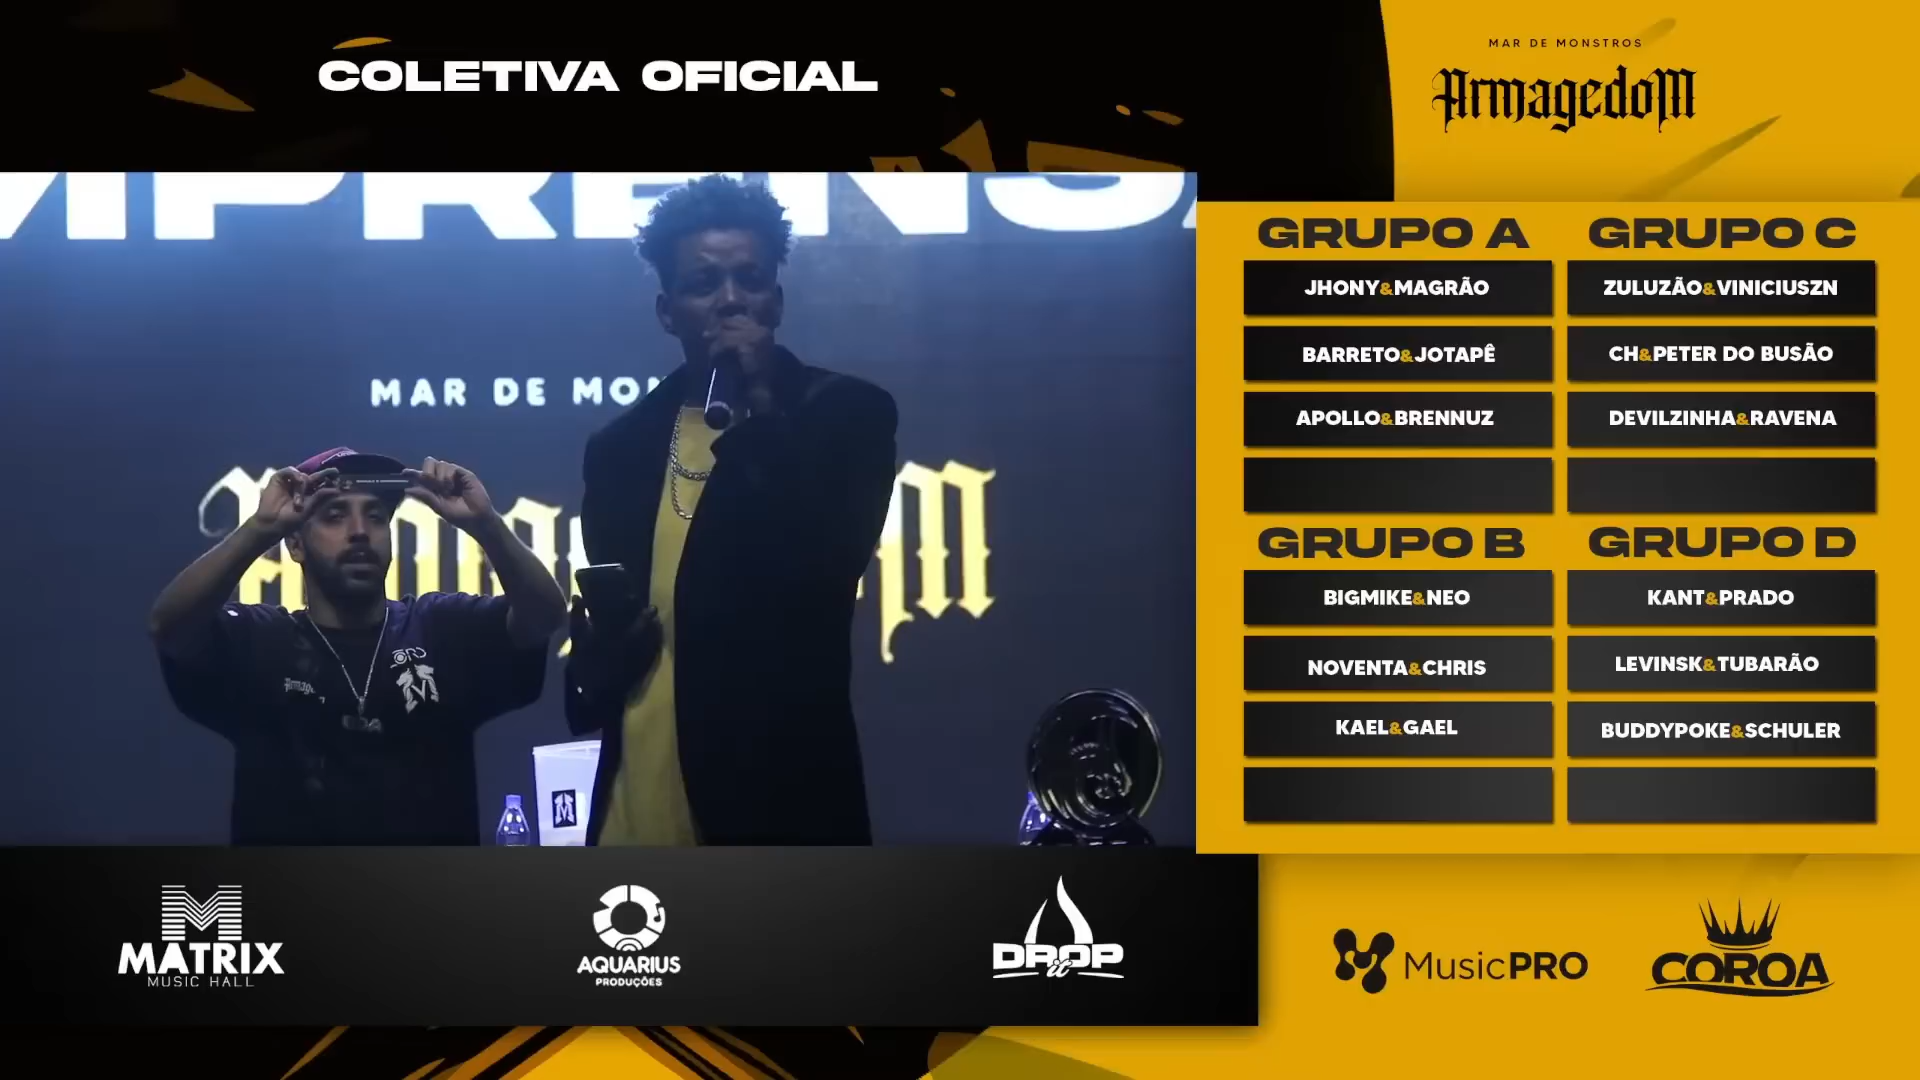 COLETIVA OFICIAL
MAR DE MONSTROS
ArmagedoM
MPRENSA
MAR DE MON
GRUPO A
JHONY&MAGRÃO
BARRETO&JOTAPÊ
APOLLO&BRENNUZ
GRUPO C
ZULUZÃO&VINICIUSZN
CH&PETER DO BUSÃO
DEVILZINHA&RAVENA
GRUPO B
BIGMIKE&NEO
NOVENTA&CHRIS
KAEL&GAEL
GRUPO D
KANT&PRADO
LEVINSK&TUBARÃO
BUDDYPOKE&SCHULER
MATRIX
MUSIC HALL
AQUARIUS
PRODUÇÕES
DROP
it
MusicPRO
COROA